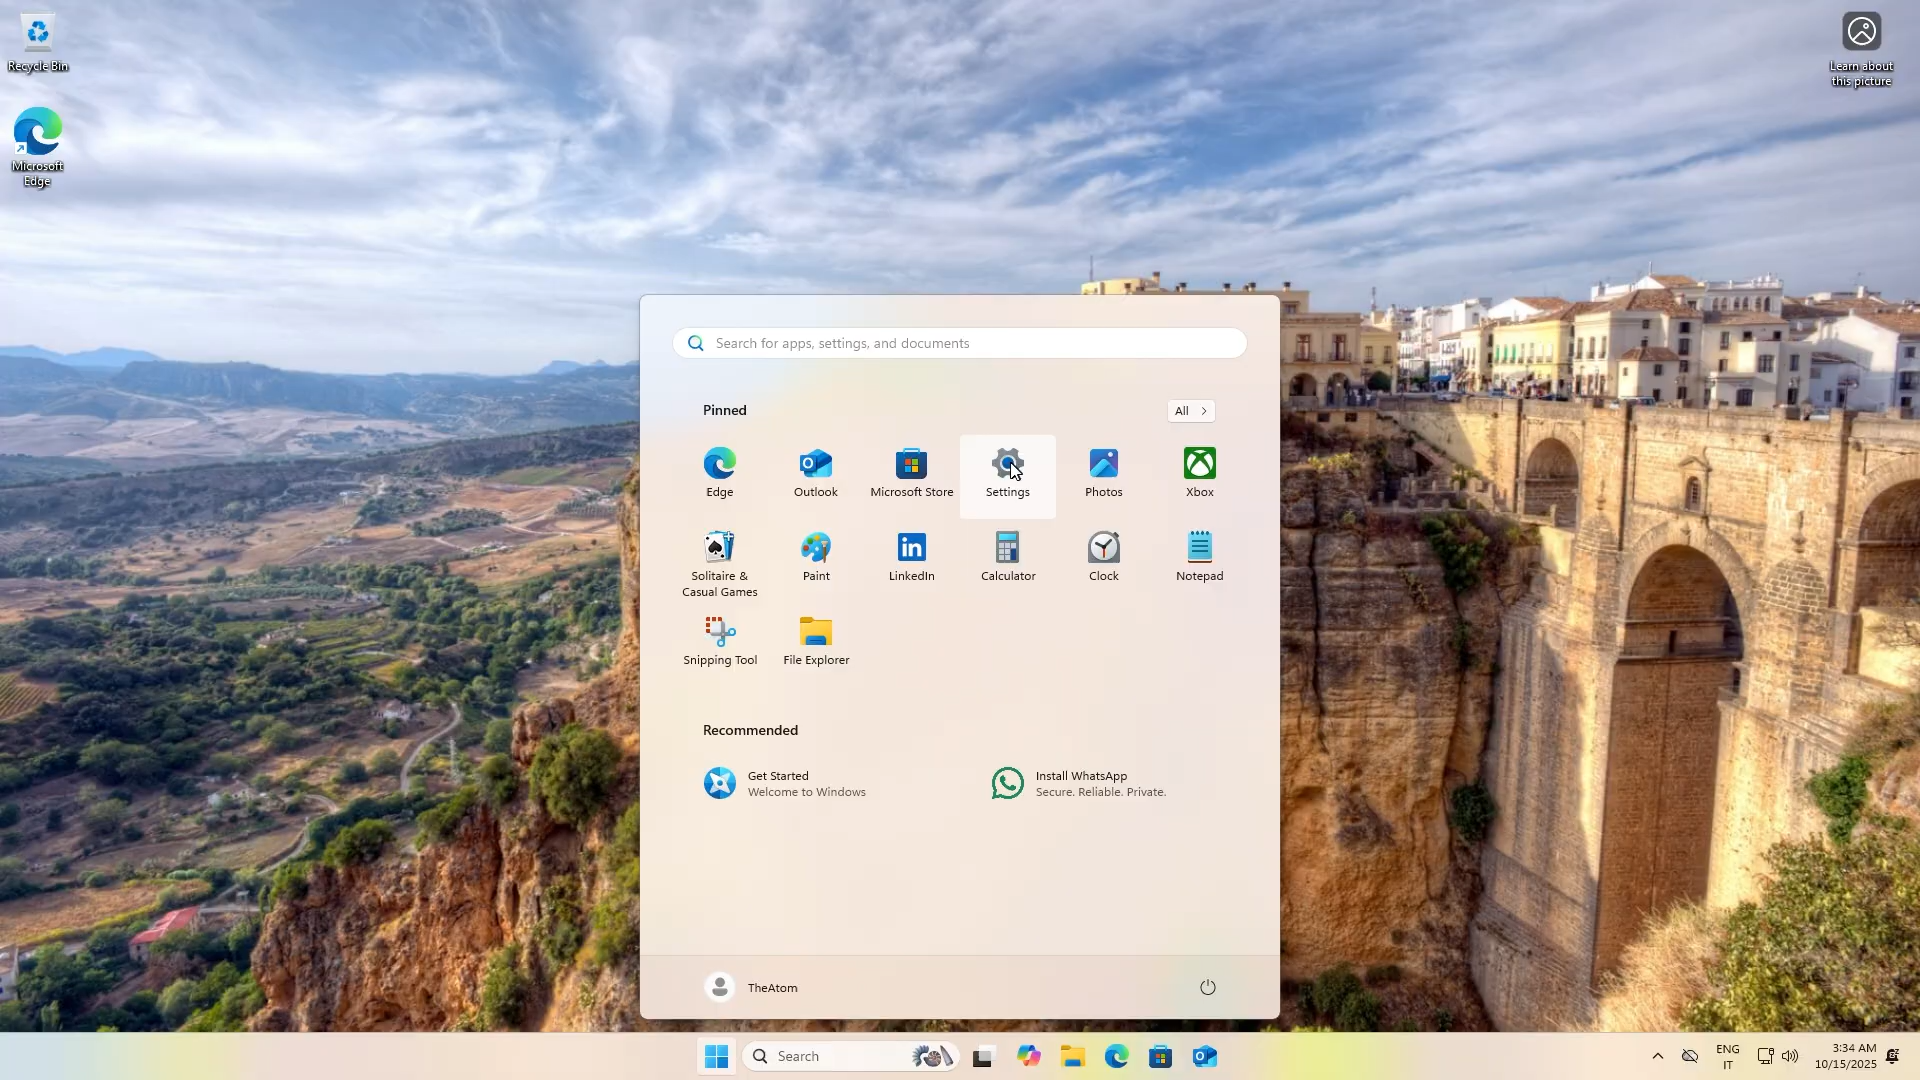 Recycle Bin
Learn about
this picture
Microsoft
Edge
Search for apps, settings, and documents
Pinned
All
Edge
Outlook
Microsoft Store
Settings
Photos
Xbox
Solitaire &
Casual Games
Paint
LinkedIn
Calculator
Clock
Notepad
Snipping Tool
File Explorer
Recommended
Get Started
Welcome to Windows
Install WhatsApp
Secure. Reliable. Private.
TheAtom
Search
ENG
IT
3:34 AM
10/15/2025